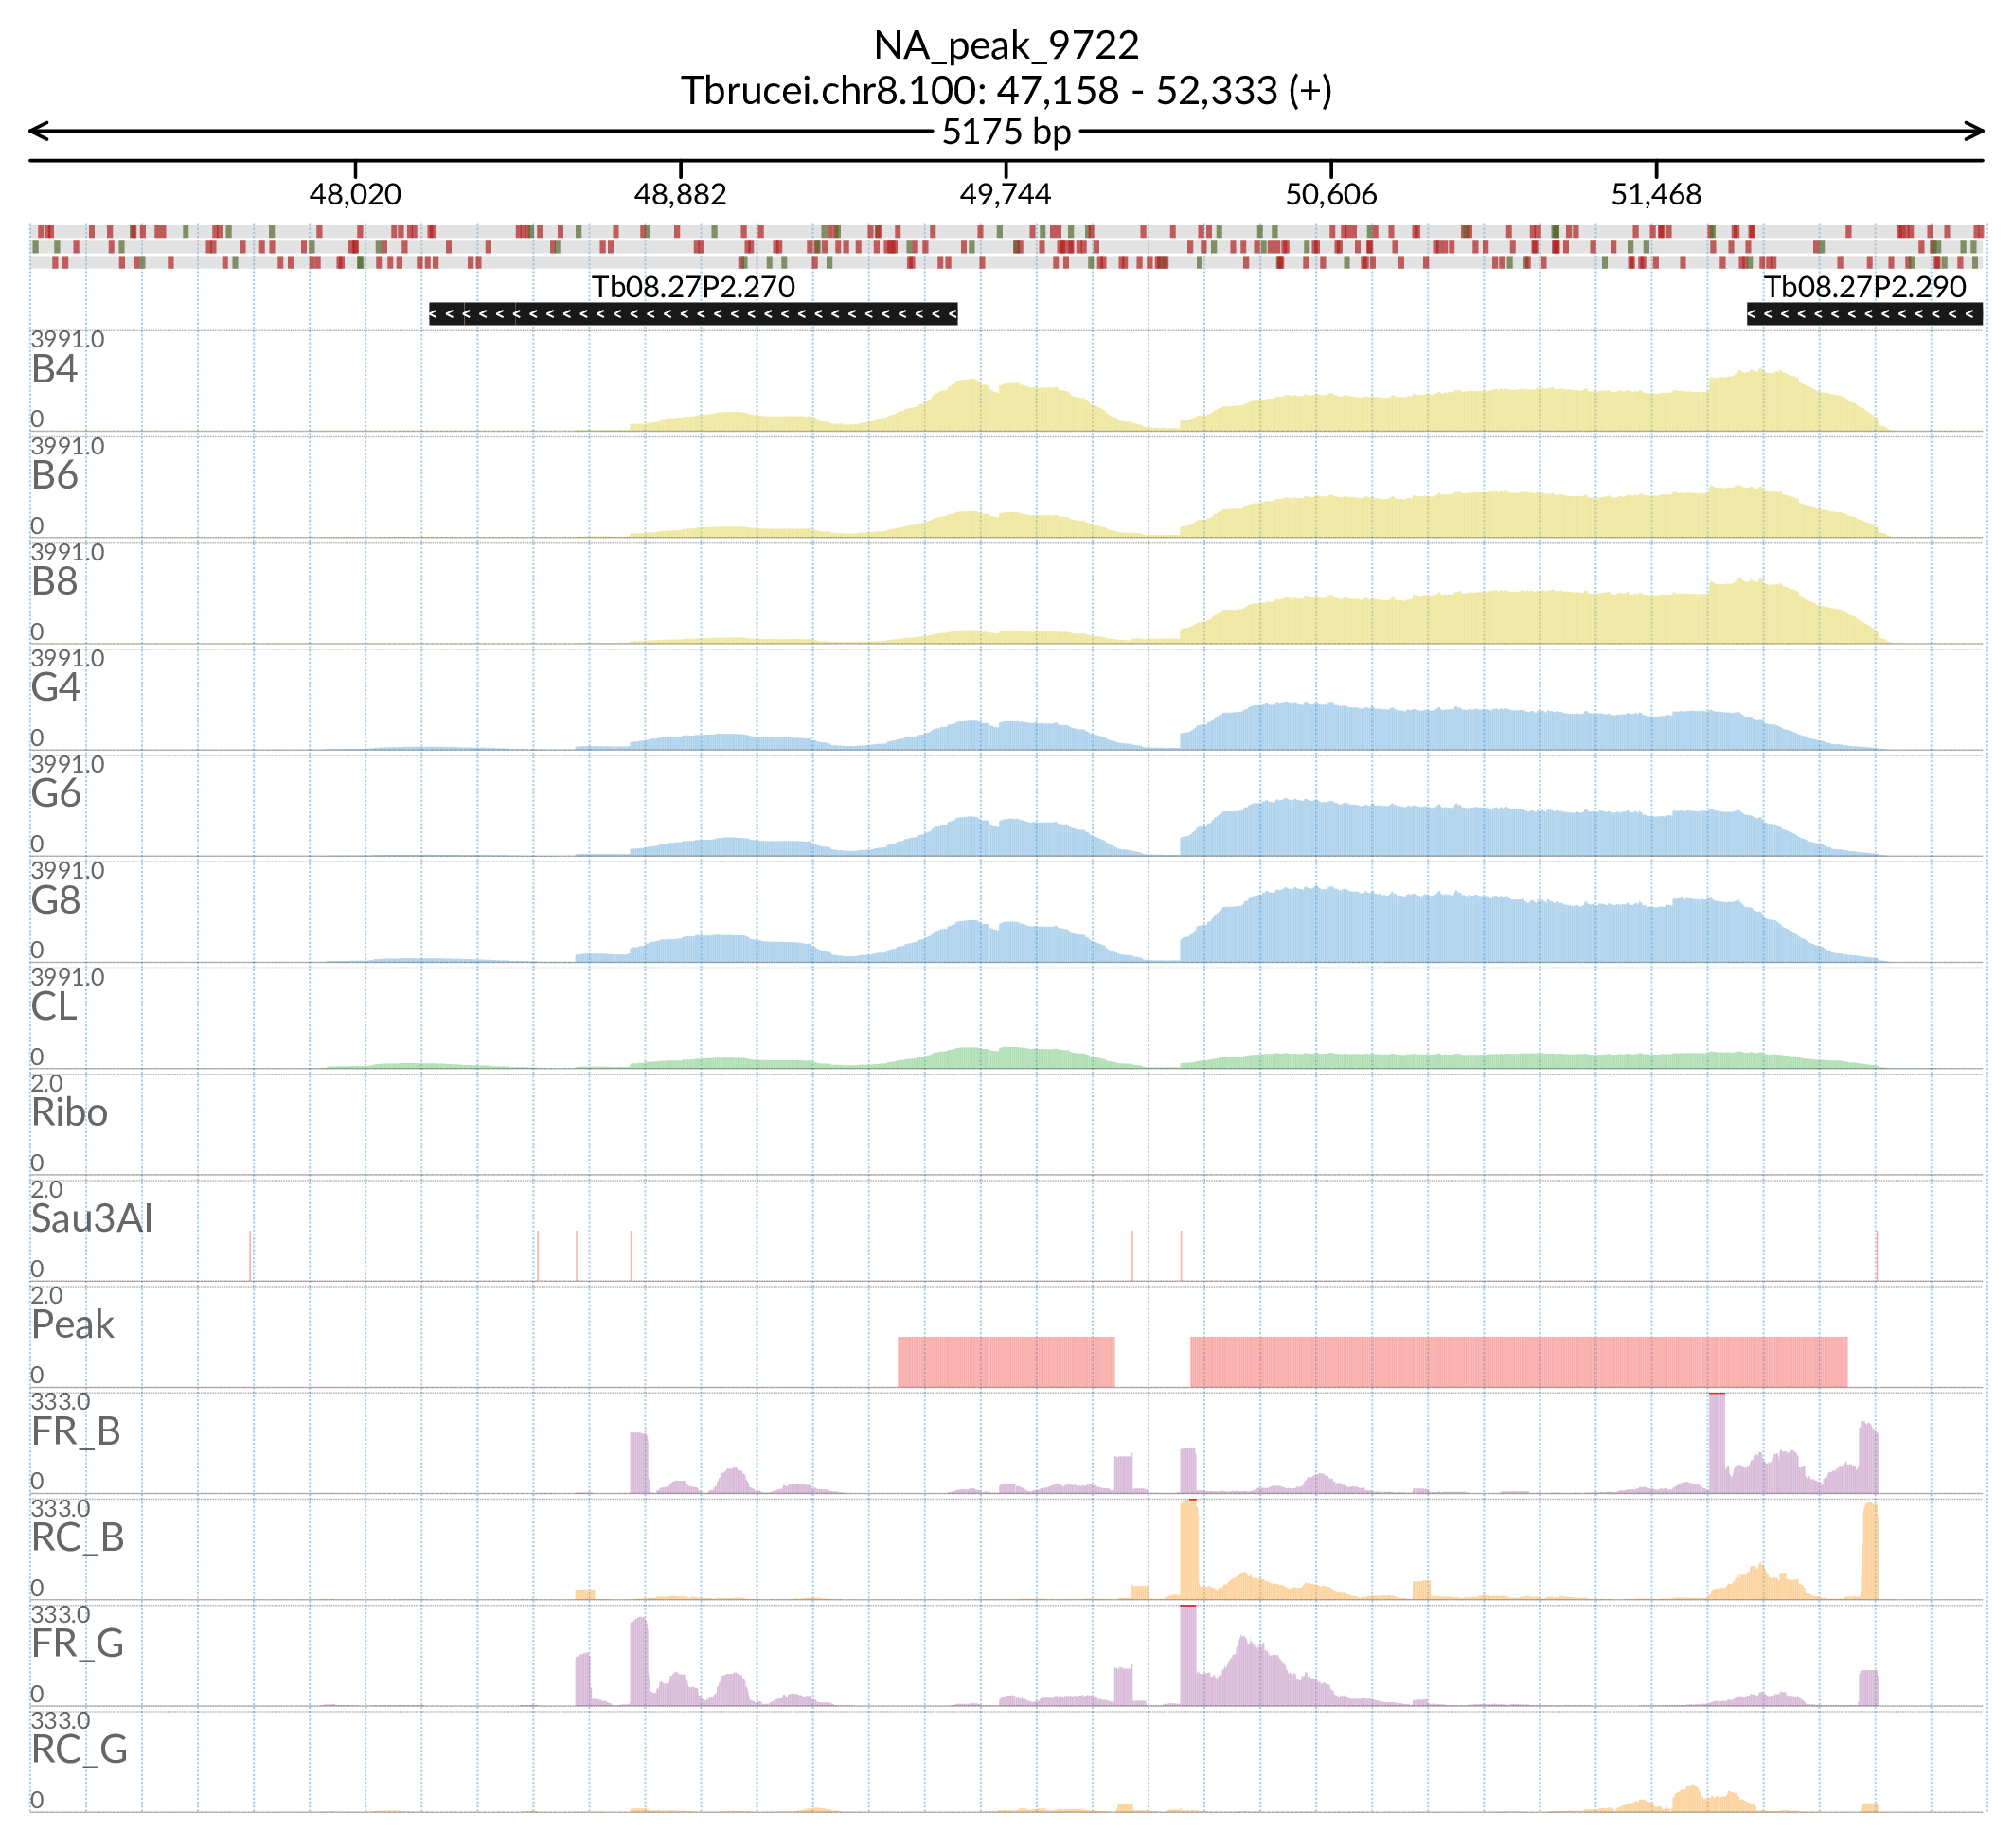 NA_peak_9722
Tbrucei.chr8.100: 47,158 - 52,333 (+)
5175 bp
48,020 48,882 49,744 50,606 51,468
Tb08.27P2.270 Tb08.27P2.290
3991.0
B4
0
3991.0
B6
0
3991.0
B8
0
3991.0
G4
0
3991.0
G6
0
3991.0
G8
0
3991.0
CL
0
2.0
Ribo
0
2.0
Sau3AI
0
2.0
Peak
0
333.0
FR_B
0
333.0
RC_B
0
333.0
FR_G
0
333.0
RC_G
0